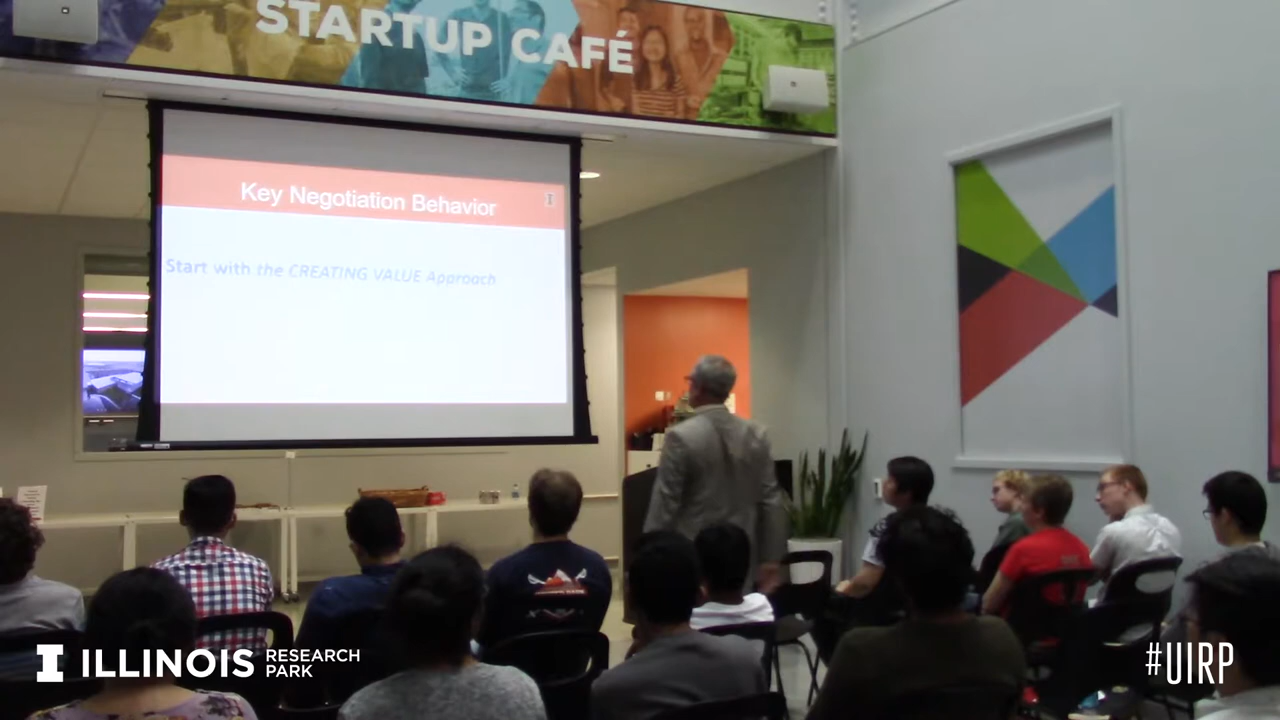 STARTUP CAFÉ
Key Negotiation Behavior
I
Start with the CREATING VALUE Approach
I ILLINOIS RESEARCH PARK
#UIRP